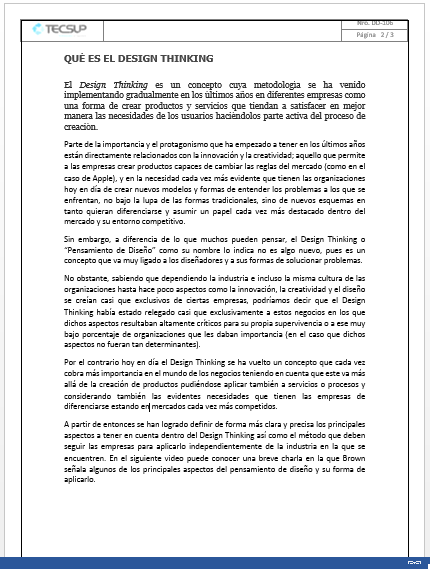 TECSUP
Nro. DD-106
Página 2 / 3
QUÉ ES EL DESIGN THINKING
El Design Thinking es un concepto cuya metodología se ha venido
implementando gradualmente en los últimos años en diferentes empresas como
una forma de crear productos y servicios que tiendan a satisfacer en mejor
manera las necesidades de los usuarios haciéndolos parte activa del proceso de
creación.
Parte de la importancia y el protagonismo que ha empezado a tener en los últimos años
están directamente relacionados con la innovación y la creatividad; aquello que permite
a las empresas crear productos capaces de cambiar las reglas del mercado (como en el
caso de Apple), y en la necesidad cada vez más evidente que tienen las organizaciones
hoy en día de crear nuevos modelos y formas de entender los problemas a los que se
enfrentan, no bajo la lupa de las formas tradicionales, sino de nuevos esquemas en
tanto quieran diferenciarse y asumir un papel cada vez más destacado dentro del
mercado y su entorno competitivo.
Sin embargo, a diferencia de lo que muchos pueden pensar, el Design Thinking o
"Pensamiento de Diseño" como su nombre lo indica no es algo nuevo, pues es un
concepto que va muy ligado a los diseñadores y a sus formas de solucionar problemas.
No obstante, sabiendo que dependiendo la industria e incluso la misma cultura de las
organizaciones hasta hace poco aspectos como la innovación, la creatividad y el diseño
se creían casi que exclusivos de ciertas empresas, podríamos decir que el Design
Thinking había estado relegado casi que exclusivamente a estos negocios en los que
dichos aspectos resultaban altamente críticos para su propia supervivencia o a ese muy
bajo porcentaje de organizaciones que les daban importancia (en el caso que dichos
aspectos no fueran tan determinantes).
Por el contrario hoy en día el Design Thinking se ha vuelto un concepto que cada vez
cobra más importancia en el mundo de los negocios teniendo en cuenta que este va más
allá de la creación de productos pudiéndose aplicar también a servicios o procesos y
considerando también las evidentes necesidades que tienen las empresas de
diferenciarse estando en mercados cada vez más competidos.
A partir de entonces se han logrado definir de forma más clara y precisa los principales
aspectos a tener en cuenta dentro del Design Thinking así como el método que deben
seguir las empresas para aplicarlo independientemente de la industria en la que se
encuentren. En el siguiente video puede conocer una breve charla en la que Brown
señala algunos de los principales aspectos del pensamiento de diseño y su forma de
aplicarlo.